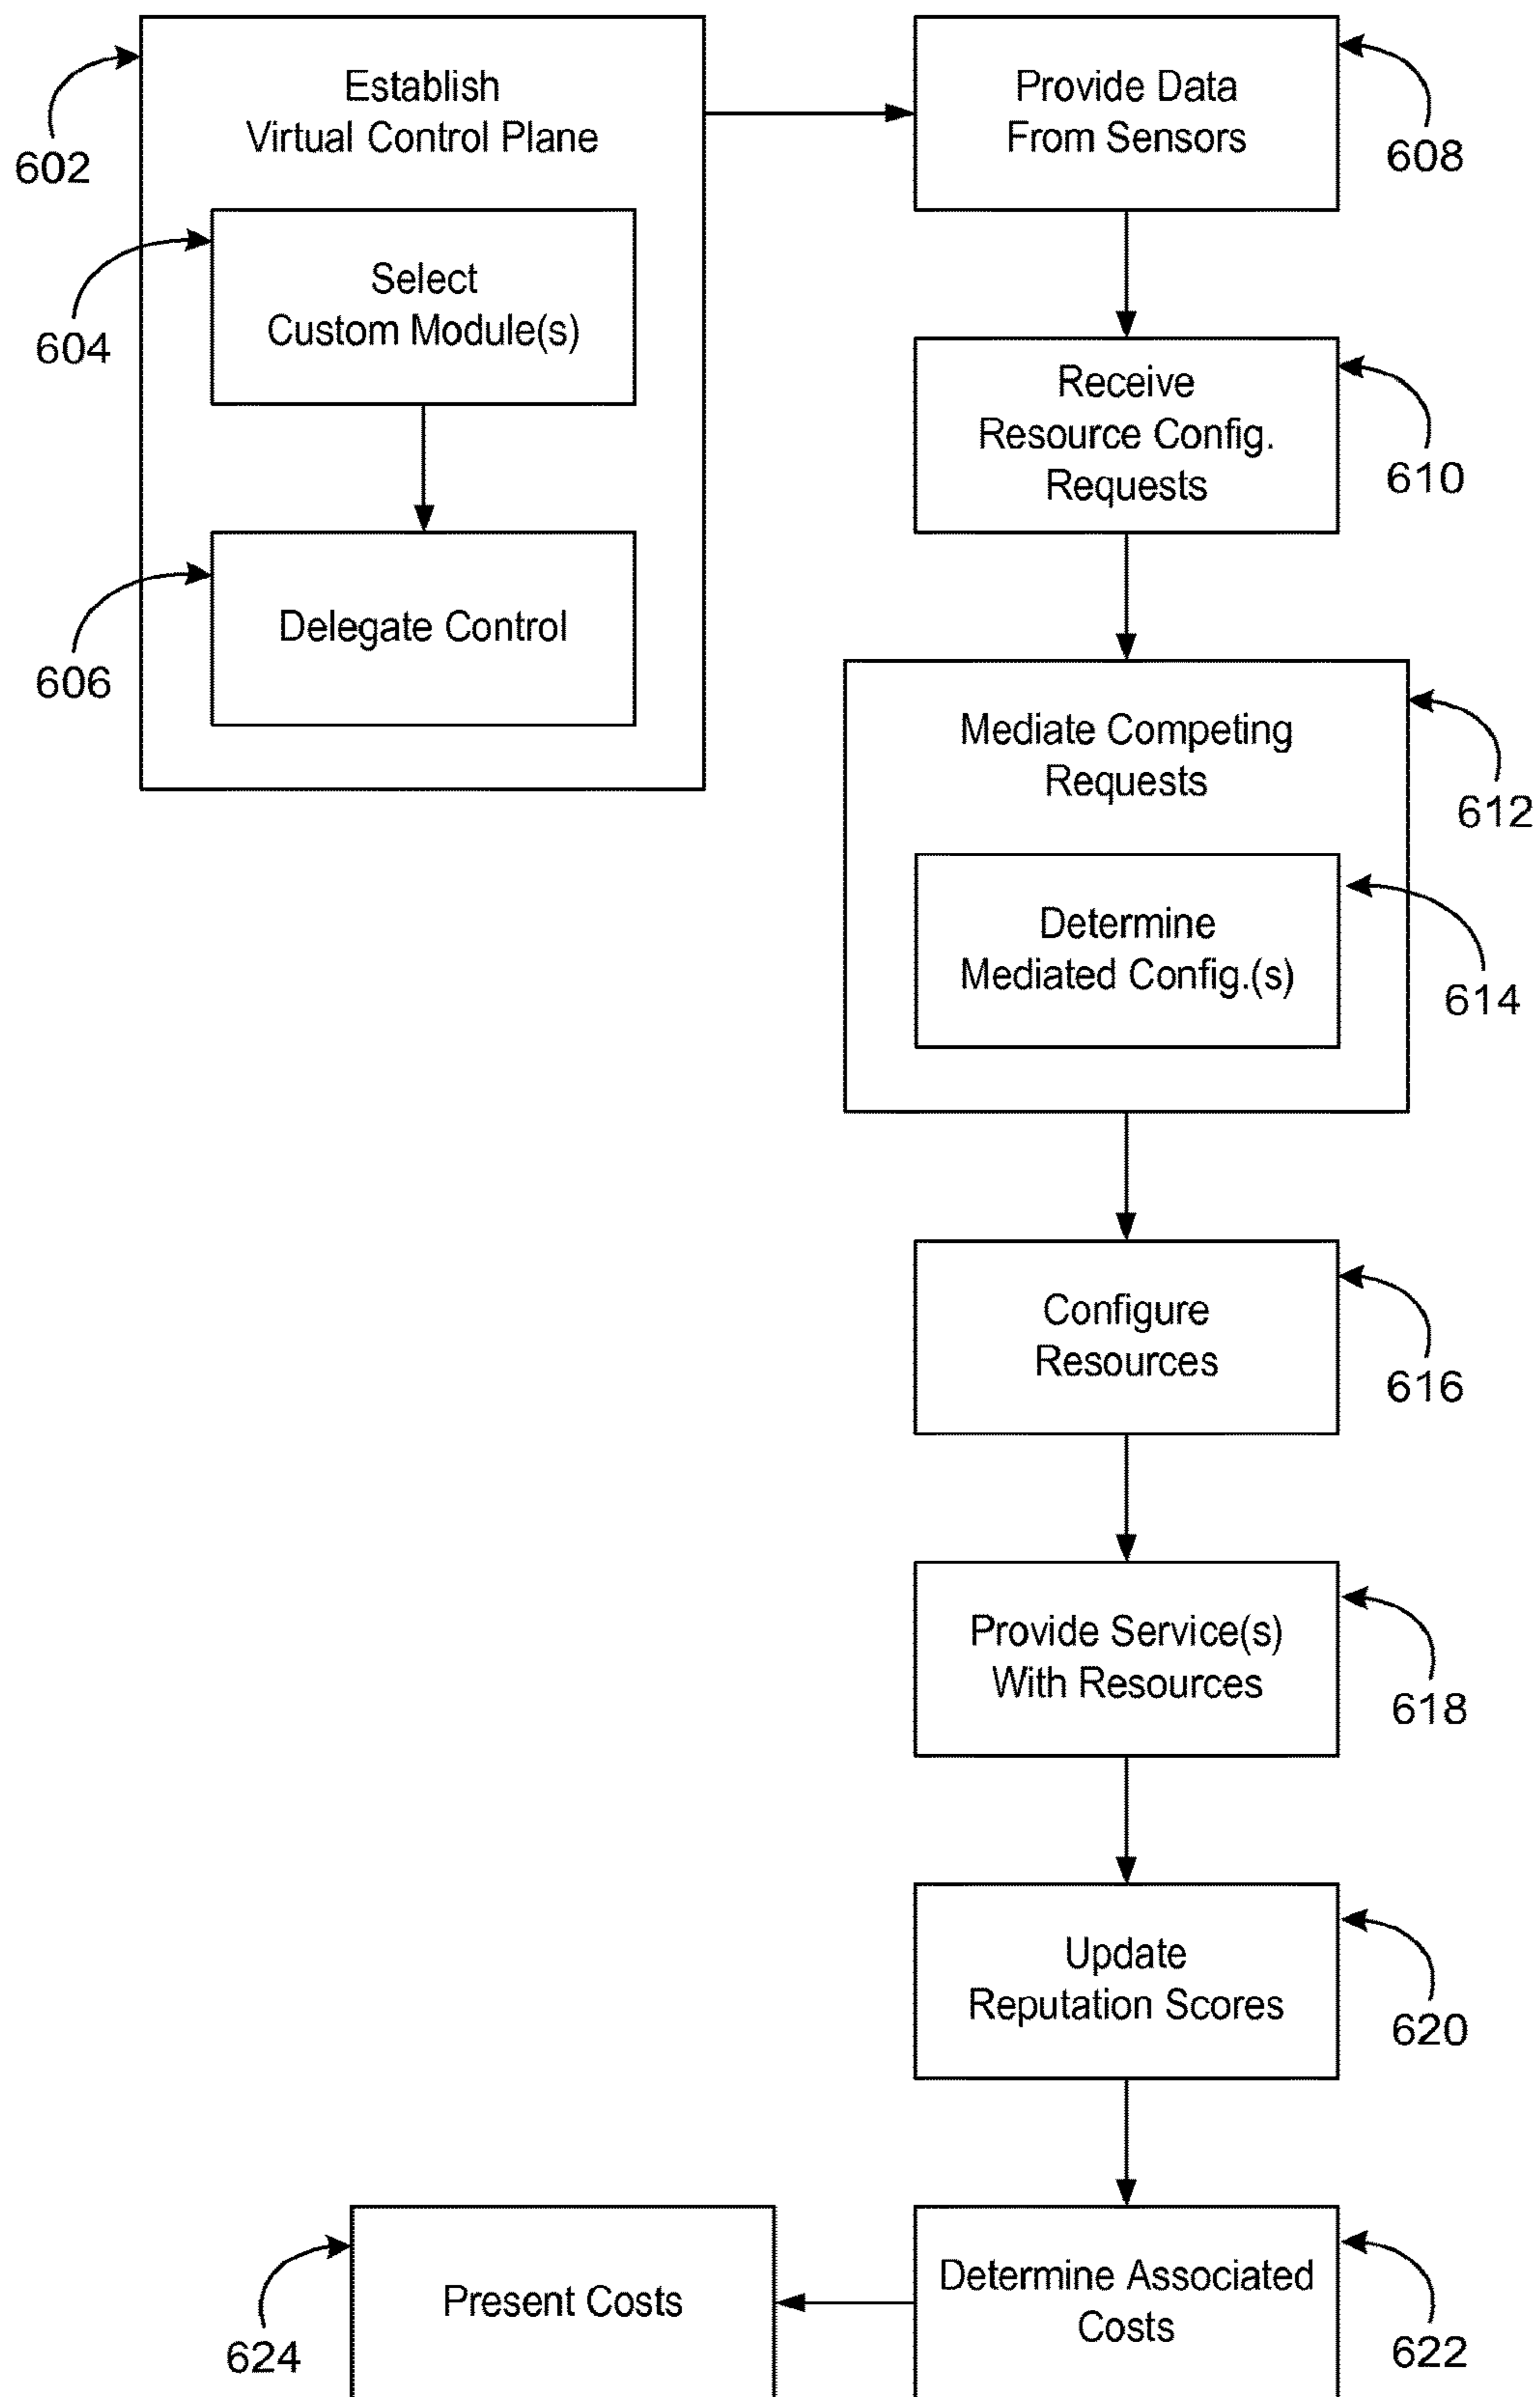 Establish
Virtual Control Plane
602
Select
Custom Module(s)
604
Delegate Control
606
Provide Data
From Sensors
608
Receive
Resource Config.
Requests
610
Mediate Competing
Requests
612
Determine
Mediated Config.(s)
614
Configure
Resources
616
Provide Service(s)
With Resources
618
Update
Reputation Scores
620
Determine Associated
Costs
622
Present Costs
624